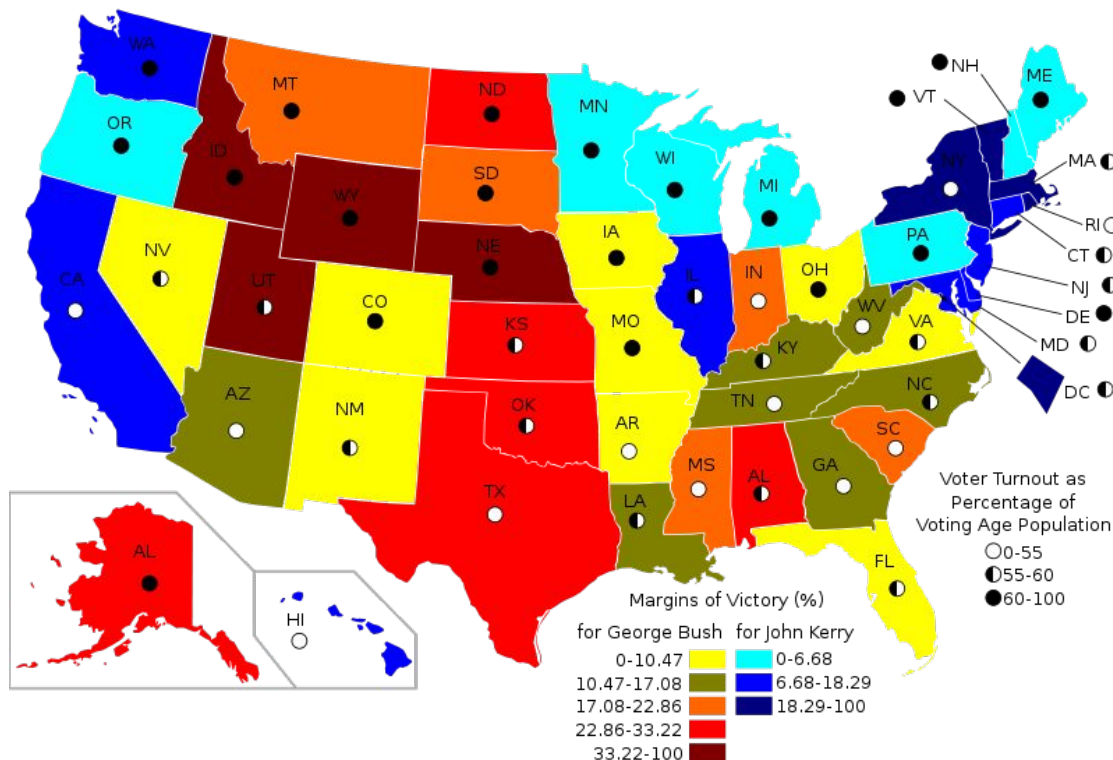 WA
MT
ND
MN
NH
ME
VT
OR
ID
SD
WI
MI
NY
MA
WY
RI
IA
PA
CT
NE
NV
OH
NJ
CA
UT
IL
IN
CO
WV
DE
KS
MO
VA
MD
KY
NC
DC
AZ
TN
OK
NM
AR
SC
MS
AL
GA
TX
LA
Voter Turnout as
Percentage of
Voting Age Population
0-55
55-60
60-100
AL
FL
HI
Margins of Victory (%)
for George Bush for John Kerry
0-10.47 0-6.68
10.47-17.08 6.68-18.29
17.08-22.86 18.29-100
22.86-33.22
33.22-100